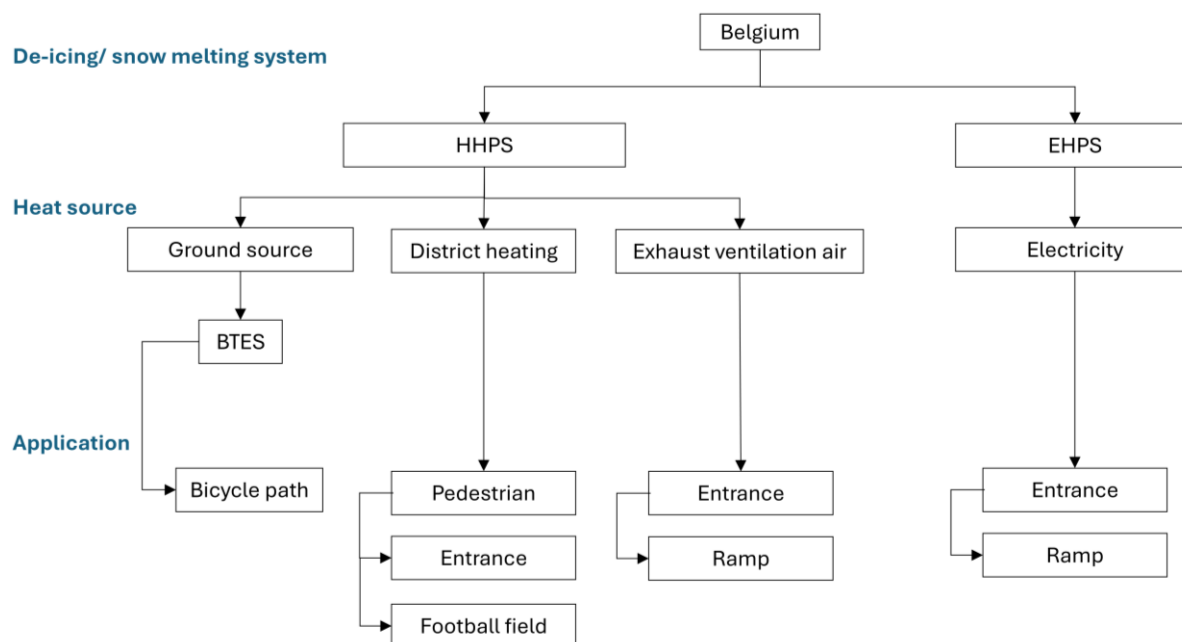 Belgium
De-icing/ snow melting system
HHPS
EHPS
Heat source
Ground source
District heating
Exhaust ventilation air
Electricity
BTES
Application
Bicycle path
Pedestrian
Entrance
Entrance
Entrance
Ramp
Ramp
Football field